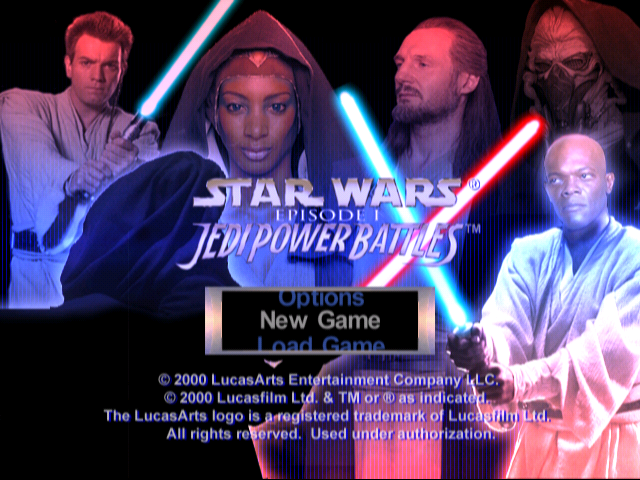 STAR WARS®
EPISODE I
JEDI POWER BATTLES™
Options
New Game
Load Game
© 2000 LucasArts Entertainment Company LLC.
© 2000 Lucasfilm Ltd. & TM or ® as indicated.
The LucasArts logo is a registered trademark of Lucasfilm Ltd.
All rights reserved. Used under authorization.